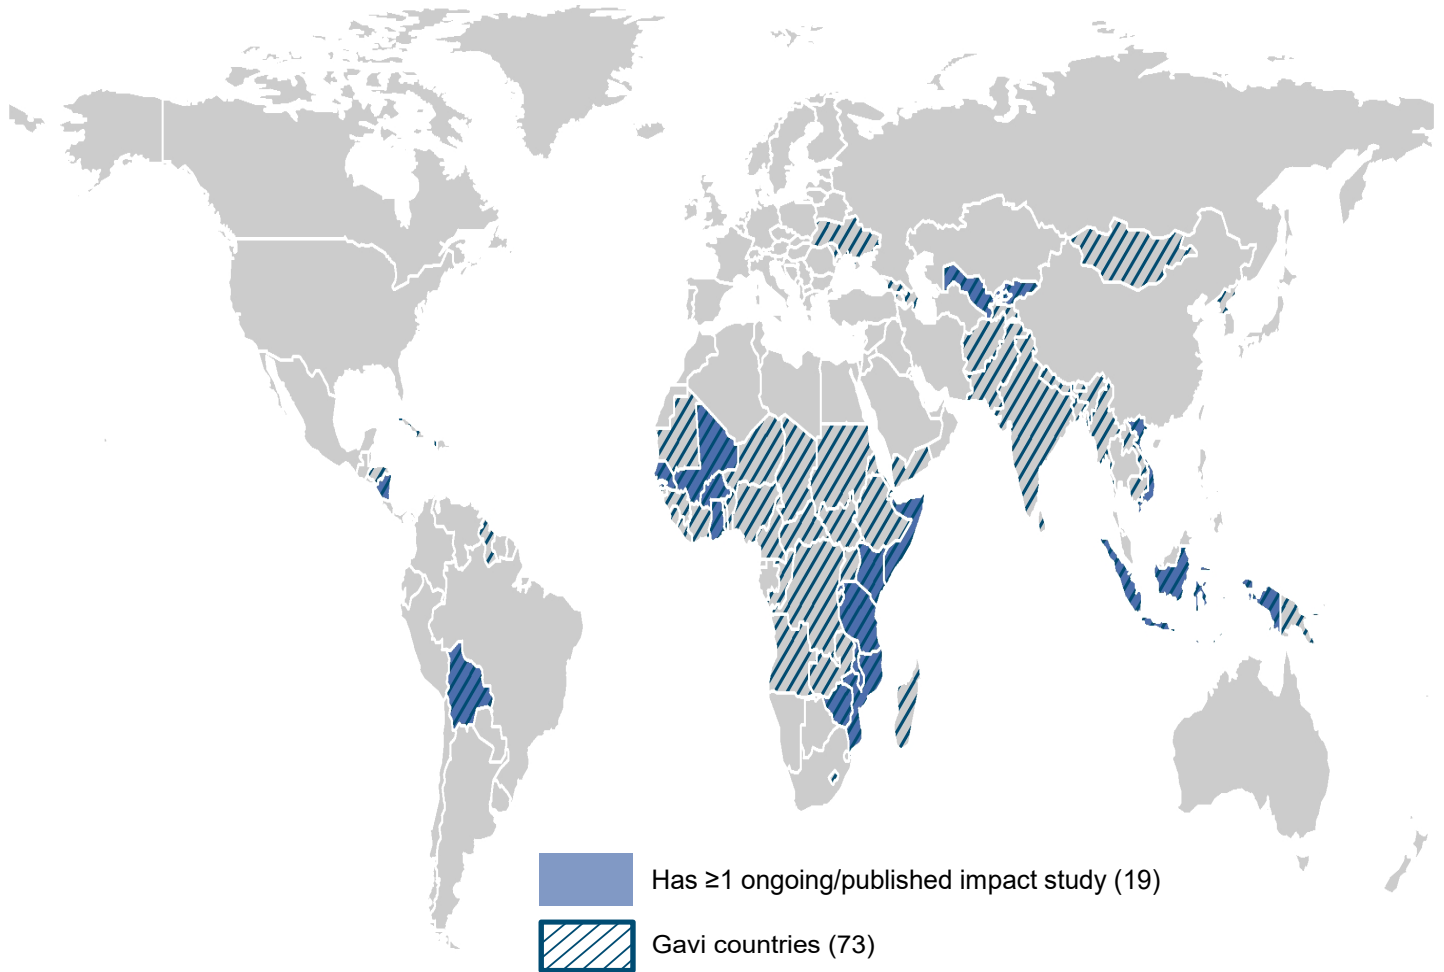 Has ≥1 ongoing/published impact study (19)
Gavi countries (73)